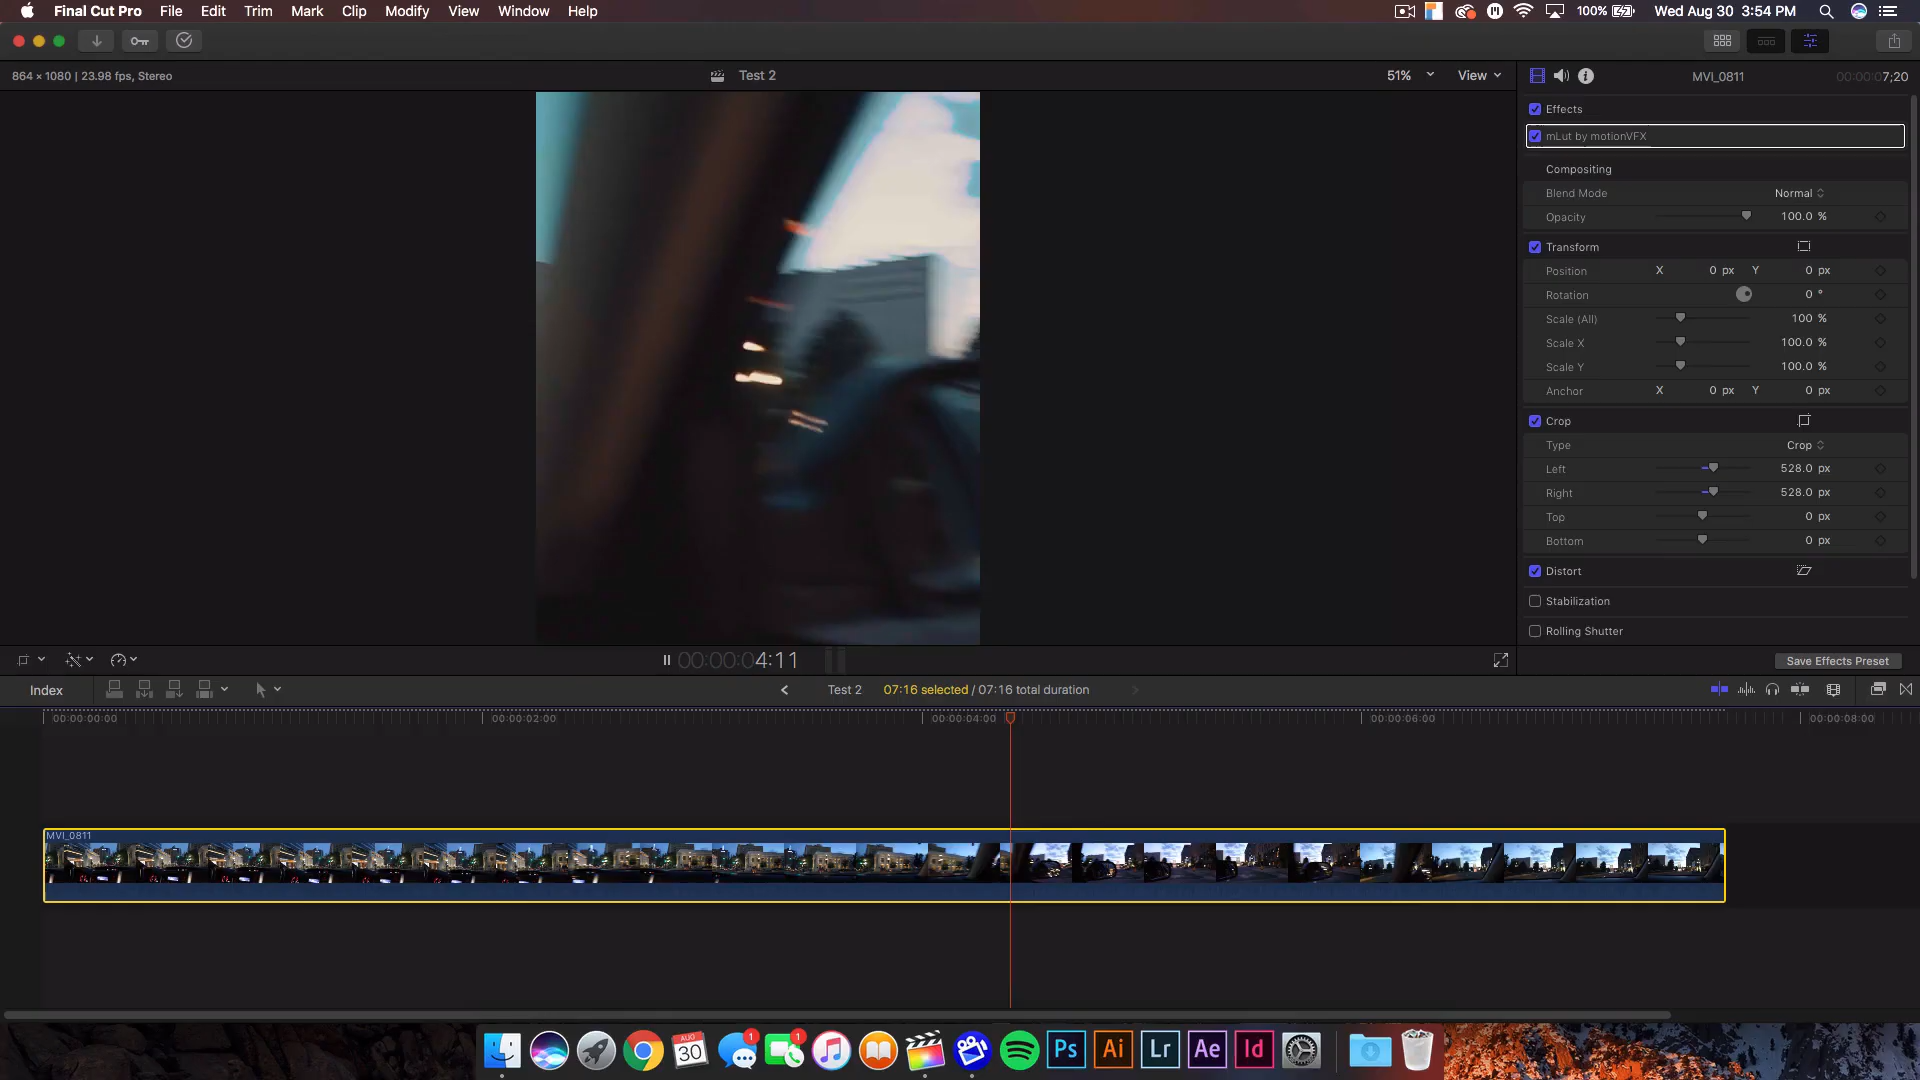 Final Cut Pro File Edit Trim Mark Clip Modify View Window Help
100% Wed Aug 30 3:54 PM
864 × 1080 | 23.98 fps, Stereo
Test 2
51%
View
MVI_0811
00:00:07;20
Effects
mLut by motionVFX
Compositing
Blend Mode Normal
Opacity 100.0 %
Transform
Position X 0 px Y 0 px
Rotation 0 °
Scale (All) 100 %
Scale X 100.0 %
Scale Y 100.0 %
Anchor X 0 px Y 0 px
Crop
Type Crop
Left 528.0 px
Right 528.0 px
Top 0 px
Bottom 0 px
Distort
Stabilization
Rolling Shutter
00:00:04:11
Save Effects Preset
Index
Test 2
07:16 selected / 07:16 total duration
00:00:00:00 00:00:02:00 00:00:04:00 00:00:06:00 00:00:08:00
MVI_0811
AUG
30
1
1
Ps Ai Lr Ae Id